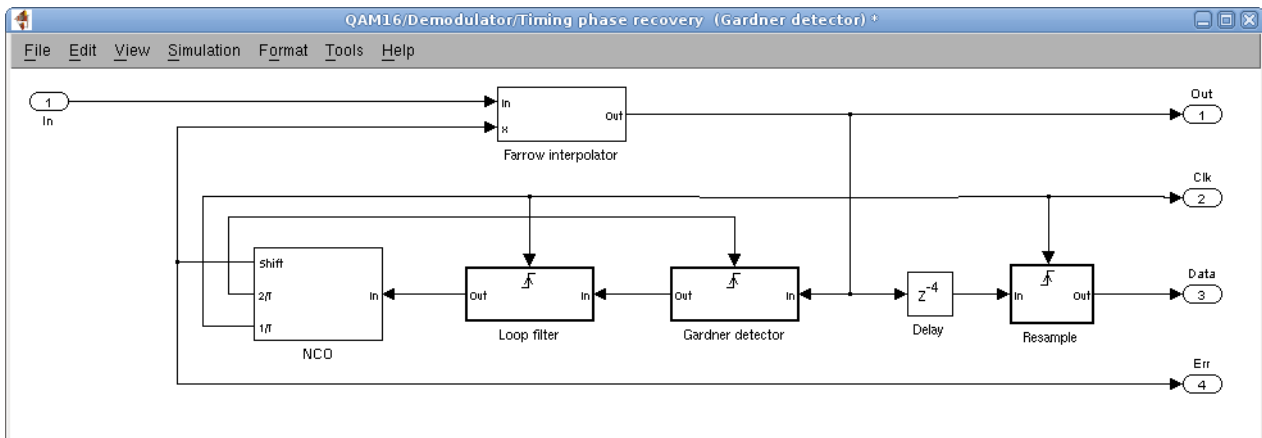 QAM16/Demodulator/Timing phase recovery (Gardner detector) *
File Edit View Simulation Format Tools Help
1
In
In
x
Out
Farrow interpolator
Out
1
Clk
2
Shift
2/T
1/T
In
NCO
Out
In
Loop filter
Out
In
Gardner detector
Z-4
Delay
In
Out
Resample
Data
3
Err
4